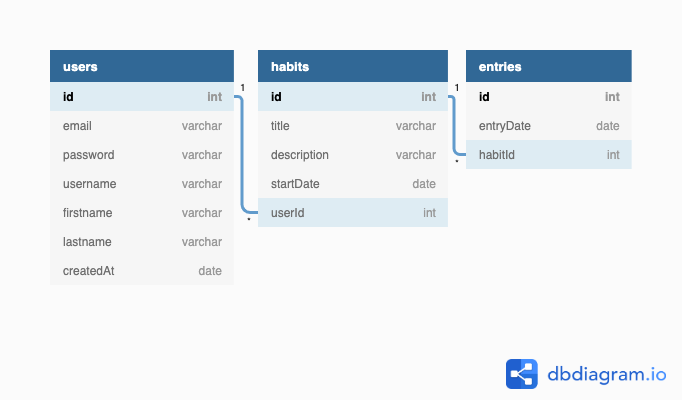 users
id int
email varchar
password varchar
username varchar
firstname varchar
lastname varchar
createdAt date
1
*
habits
id int
title varchar
description varchar
startDate date
userId int
1
*
entries
id int
entryDate date
habitId int
dbdiagram.io